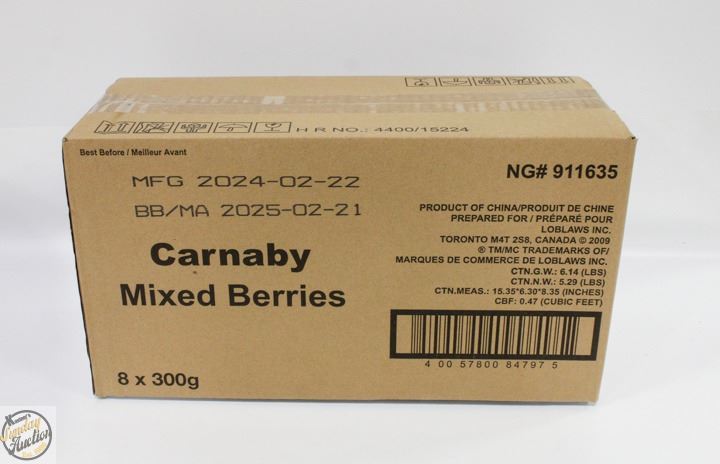 H R NO.: 4400/15224
Best Before / Meilleur Avant
MFG 2024-02-22
BB/MA 2025-02-21
NG# 911635
PRODUCT OF CHINA/PRODUIT DE CHINE
PREPARED FOR / PRÉPARÉ POUR
LOBLAWS INC.
TORONTO M4T 2S8, CANADA © 2009
® TM/MC TRADEMARKS OF/
MARQUES DE COMMERCE DE LOBLAWS INC.
CTN.G.W.: 6.14 (LBS)
CTN.N.W.: 5.29 (LBS)
CTN.MEAS.: 15.35*6.30*8.35 (INCHES)
CBF: 0.47 (CUBIC FEET)
Carnaby
Mixed Berries
8 x 300g
4 00 57800 84797 5
Sunday
Auction